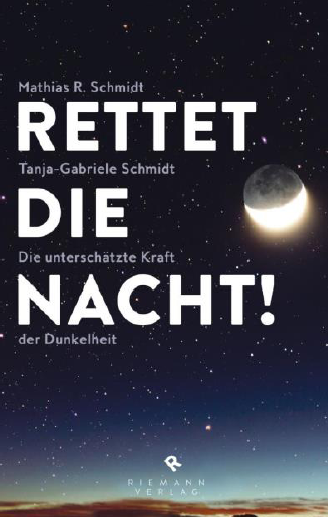 Mathias R. Schmidt
RETTET
Tanja-Gabriele Schmidt
DIE
Die unterschätzte Kraft
NACHT!
der Dunkelheit
R
RIEMANN
VERLAG